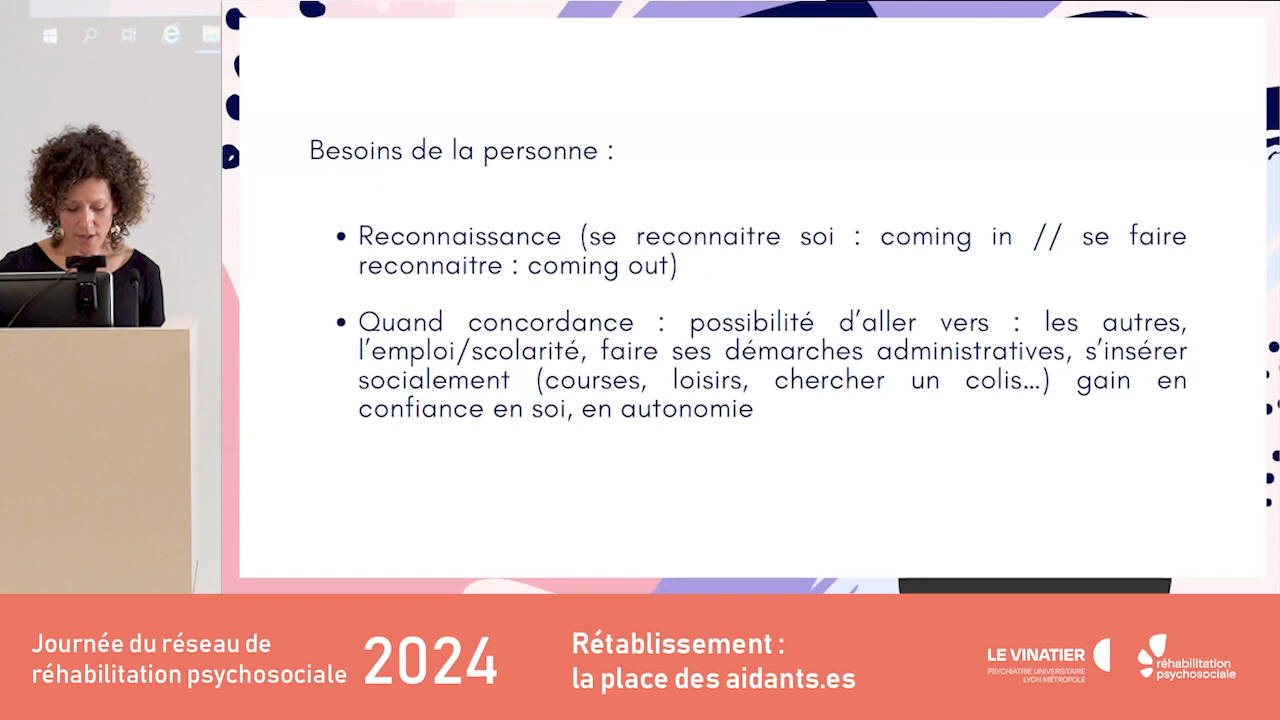 Besoins de la personne :
• Reconnaissance (se reconnaitre soi : coming in // se faire
reconnaitre : coming out)
• Quand concordance : possibilité d’aller vers : les autres,
l’emploi/scolarité, faire ses démarches administratives, s’insérer
socialement (courses, loisirs, chercher un colis…) gain en
confiance en soi, en autonomie
Journée du réseau de
réhabilitation psychosociale
2024
Rétablissement :
la place des aidants.es
LE VINATIER
PSYCHIATRIE UNIVERSITAIRE
LYON MÉTROPOLE
réhabilitation
psychosociale